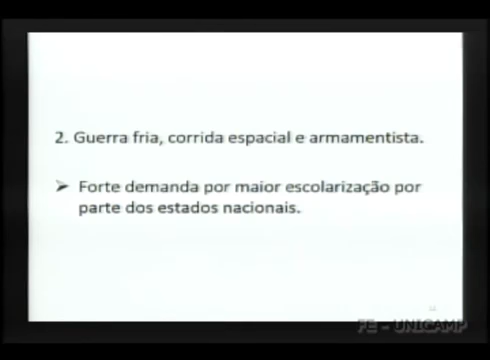 2. Guerra fria, corrida espacial e armamentista.
➢ Forte demanda por maior escolarização por
parte dos estados nacionais.
FE - UNICAMP